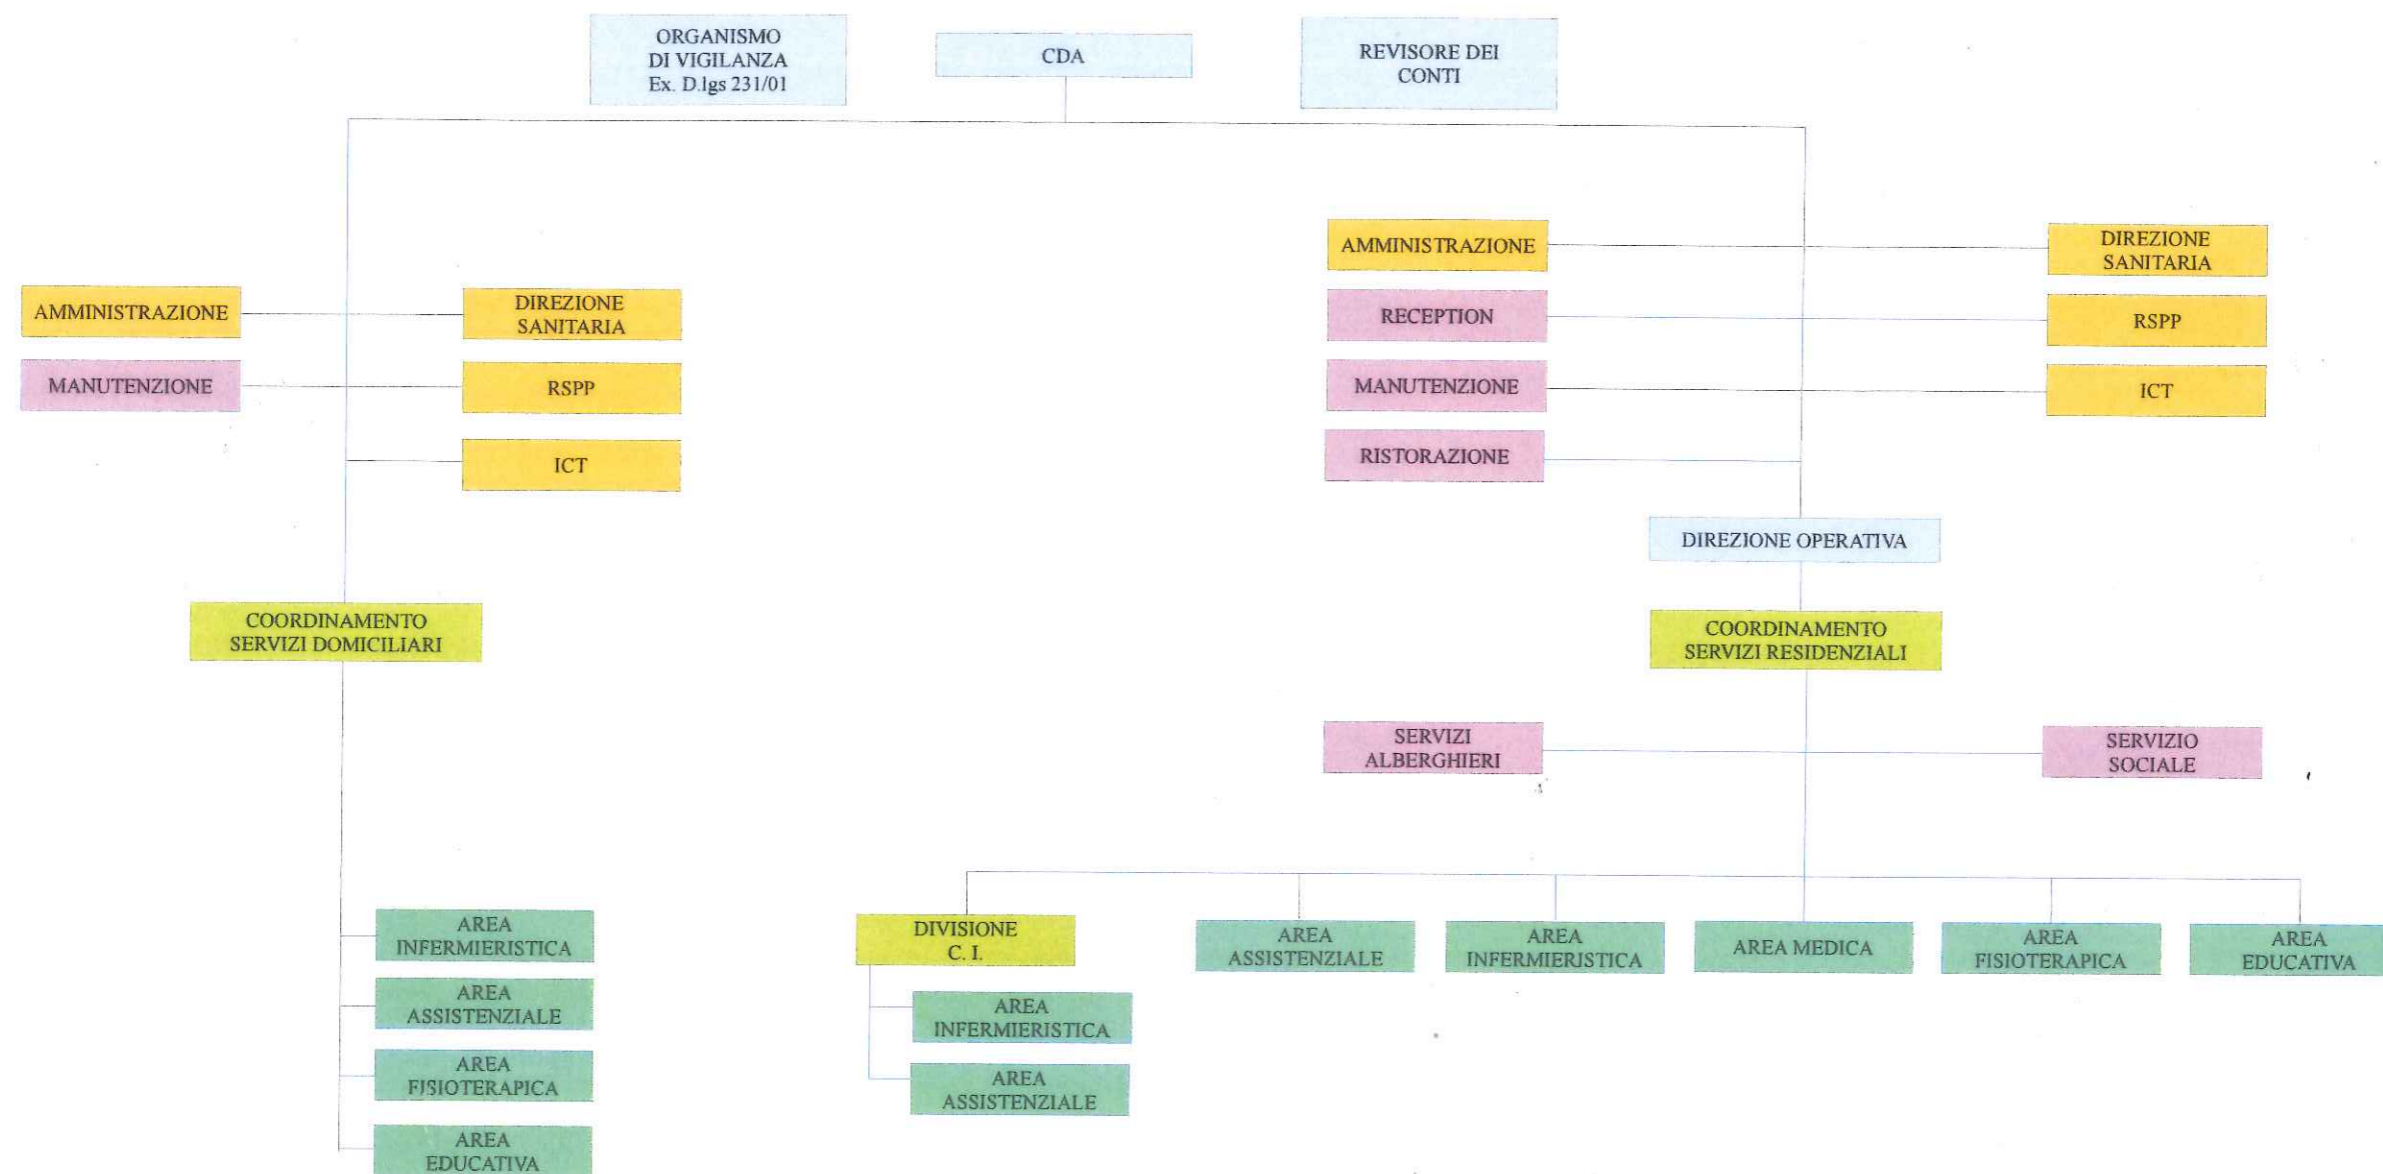 ORGANISMO
DI VIGILANZA
Ex. D.lgs 231/01
CDA
REVISORE DEI
CONTI
AMMINISTRAZIONE
DIREZIONE
SANITARIA
MANUTENZIONE
RSPP
ICT
COORDINAMENTO
SERVIZI DOMICILIARI
AREA
INFERMIERISTICA
AREA
ASSISTENZIALE
AREA
FISIOTERAPICA
AREA
EDUCATIVA
AMMINISTRAZIONE
DIREZIONE
SANITARIA
RECEPTION
RSPP
MANUTENZIONE
ICT
RISTORAZIONE
DIREZIONE OPERATIVA
COORDINAMENTO
SERVIZI RESIDENZIALI
SERVIZI
ALBERGHIERI
SERVIZIO
SOCIALE
DIVISIONE
C. I.
AREA
INFERMIERISTICA
AREA
ASSISTENZIALE
AREA
ASSISTENZIALE
AREA
INFERMIERISTICA
AREA MEDICA
AREA
FISIOTERAPICA
AREA
EDUCATIVA